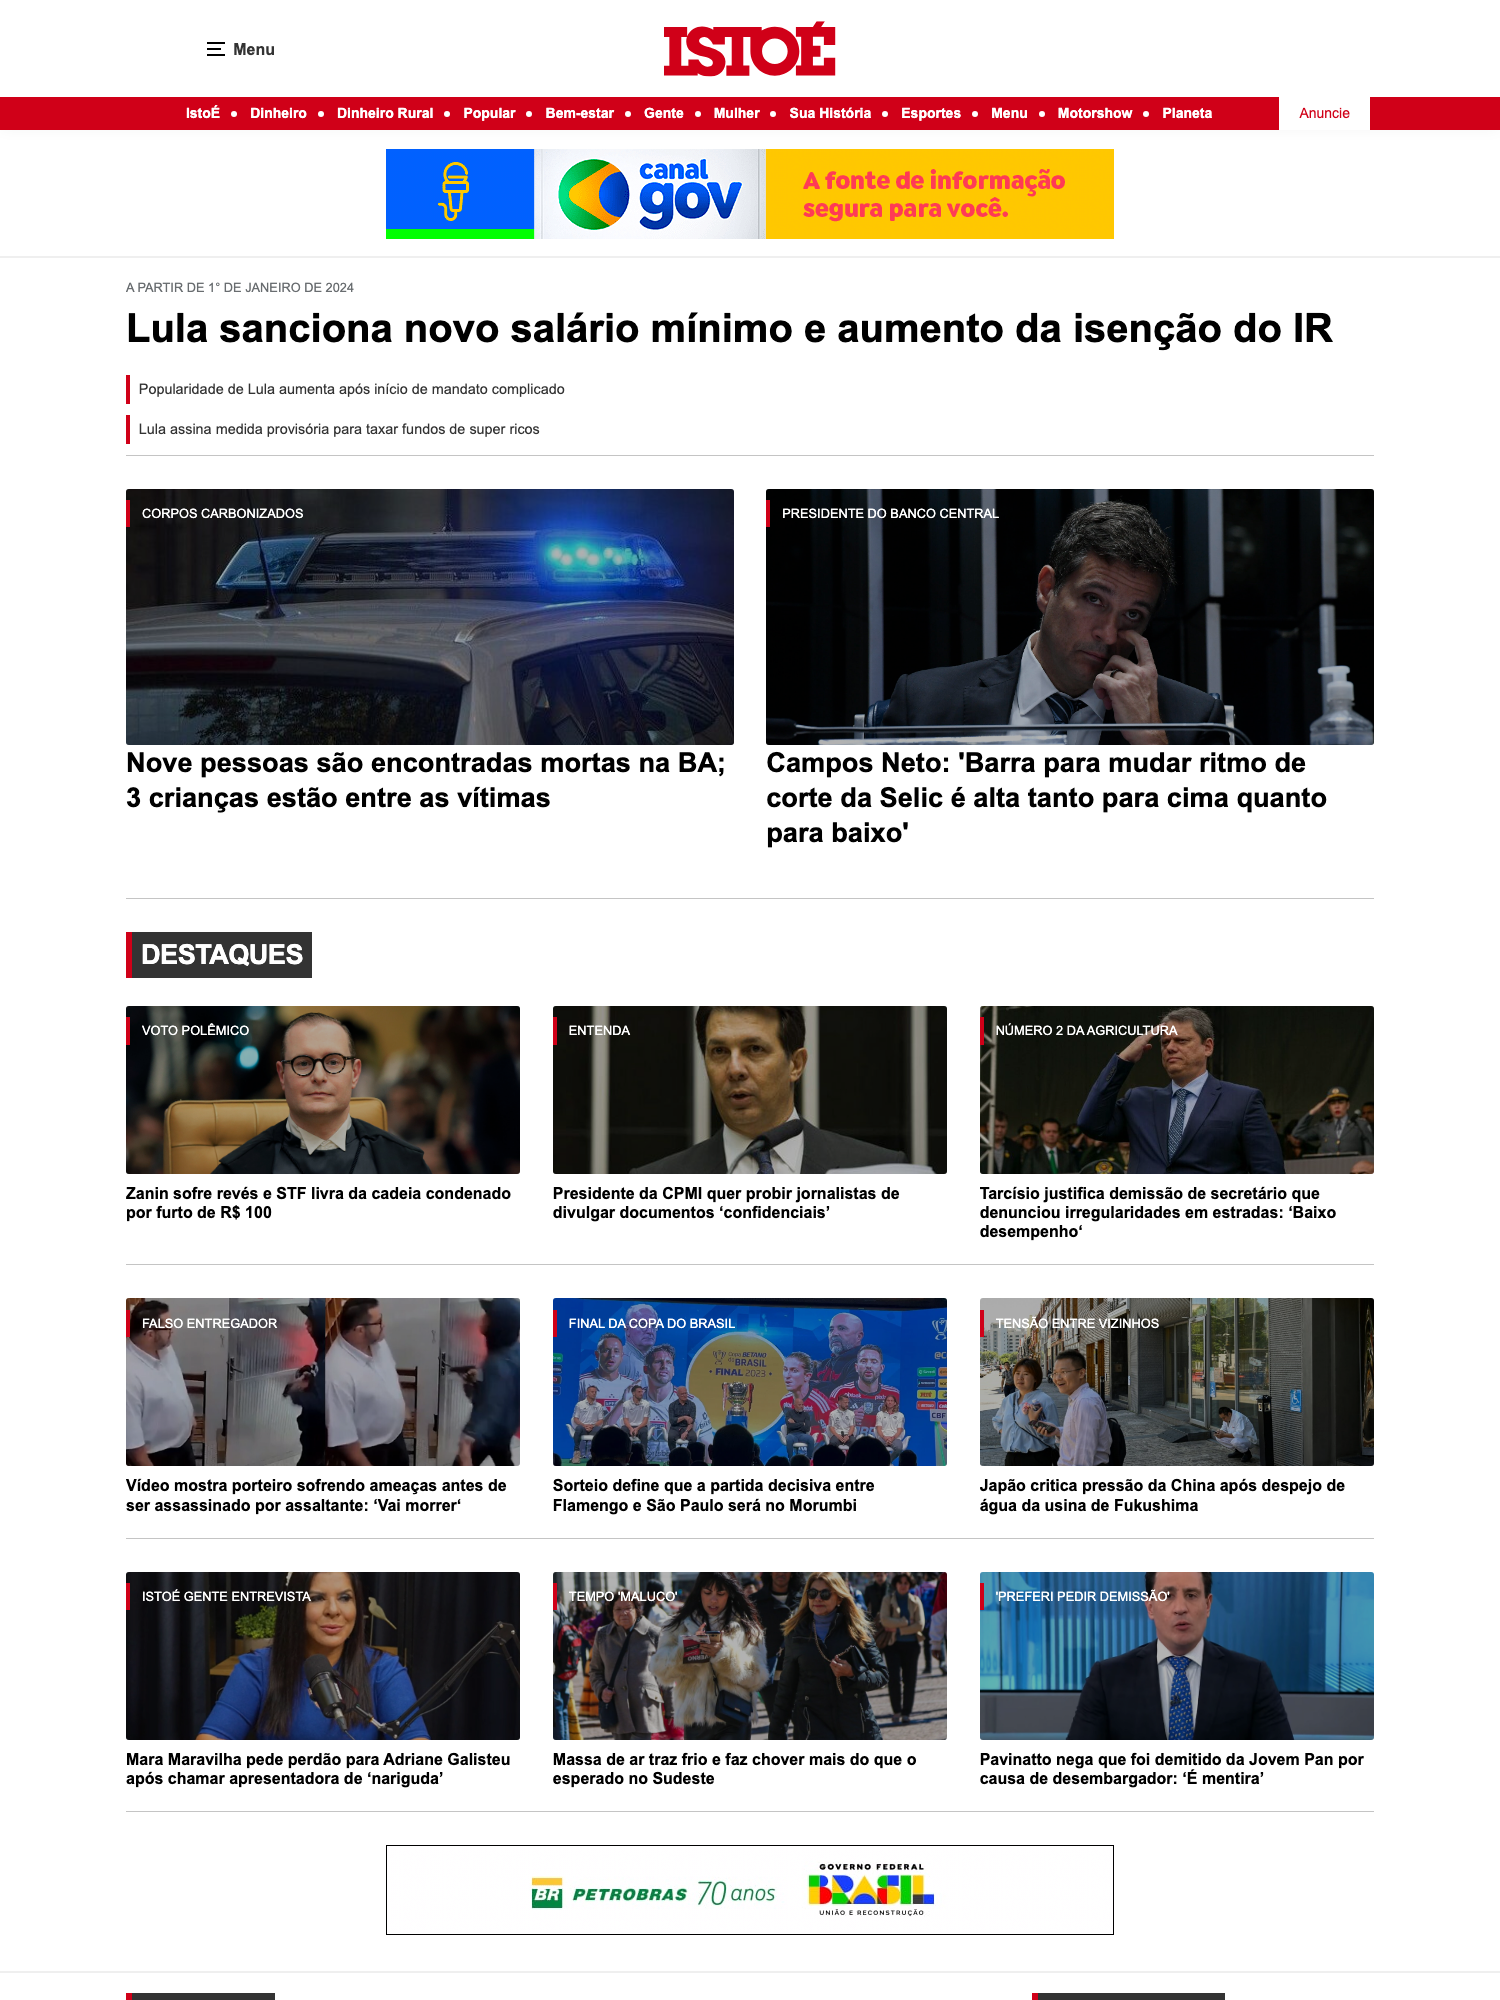 Menu
ISTOÉ
IstoÉ • Dinheiro • Dinheiro Rural • Popular • Bem-estar • Gente • Mulher • Sua História • Esportes • Menu • Motorshow • Planeta
Anuncie
canal gov
A fonte de informação
segura para você.
A PARTIR DE 1° DE JANEIRO DE 2024
Lula sanciona novo salário mínimo e aumento da isenção do IR
Popularidade de Lula aumenta após início de mandato complicado
Lula assina medida provisória para taxar fundos de super ricos
CORPOS CARBONIZADOS
Nove pessoas são encontradas mortas na BA;
3 crianças estão entre as vítimas
PRESIDENTE DO BANCO CENTRAL
Campos Neto: 'Barra para mudar ritmo de
corte da Selic é alta tanto para cima quanto
para baixo'
DESTAQUES
VOTO POLÊMICO
Zanin sofre revés e STF livra da cadeia condenado
por furto de R$ 100
ENTENDA
Presidente da CPMI quer probir jornalistas de
divulgar documentos ‘confidenciais’
NÚMERO 2 DA AGRICULTURA
Tarcísio justifica demissão de secretário que
denunciou irregularidades em estradas: ‘Baixo
desempenho‘
FALSO ENTREGADOR
Vídeo mostra porteiro sofrendo ameaças antes de
ser assassinado por assaltante: ‘Vai morrer‘
FINAL DA COPA DO BRASIL
COPA BETANO
DO BRASIL
FINAL 2023
CBF
Sorteio define que a partida decisiva entre
Flamengo e São Paulo será no Morumbi
TENSÃO ENTRE VIZINHOS
Japão critica pressão da China após despejo de
água da usina de Fukushima
ISTOÉ GENTE ENTREVISTA
Mara Maravilha pede perdão para Adriane Galisteu
após chamar apresentadora de ‘nariguda’
TEMPO 'MALUCO'
Massa de ar traz frio e faz chover mais do que o
esperado no Sudeste
'PREFERI PEDIR DEMISSÃO'
Pavinatto nega que foi demitido da Jovem Pan por
causa de desembargador: ‘É mentira’
BR PETROBRAS 70 anos
GOVERNO FEDERAL
BRASIL
UNIÃO E RECONSTRUÇÃO